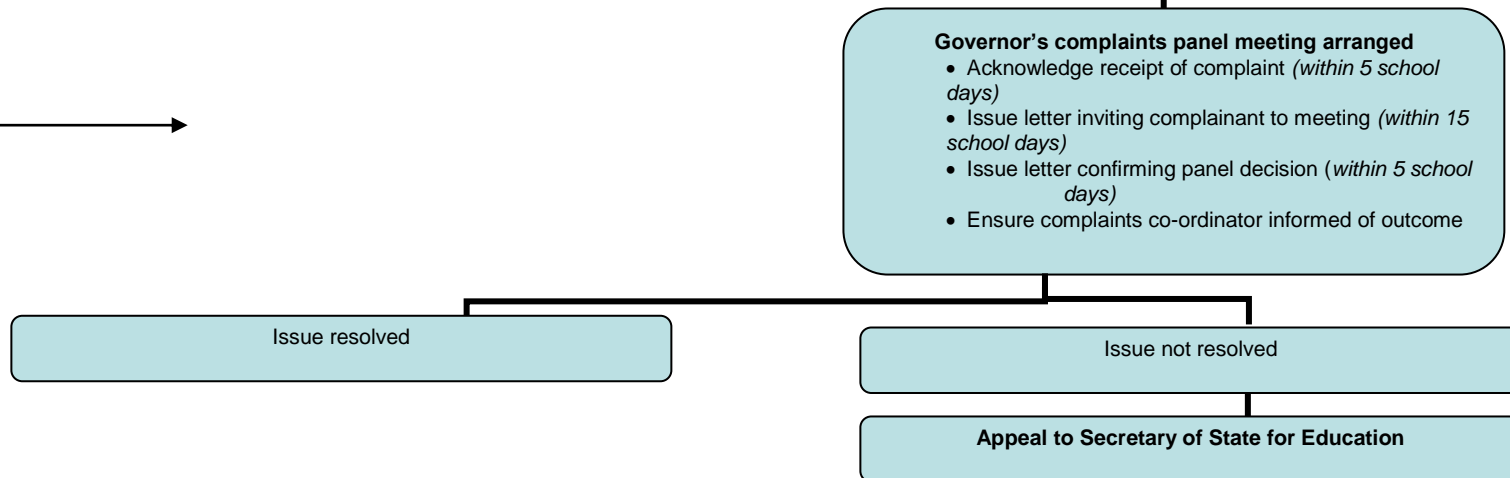 Governor’s complaints panel meeting arranged
• Acknowledge receipt of complaint (within 5 school
days)
• Issue letter inviting complainant to meeting (within 15
school days)
• Issue letter confirming panel decision (within 5 school
days)
• Ensure complaints co-ordinator informed of outcome
Issue resolved
Issue not resolved
Appeal to Secretary of State for Education